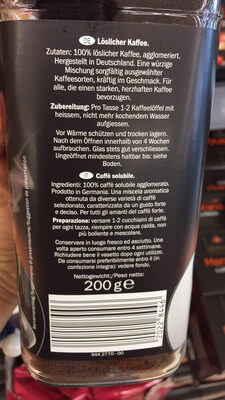 DE Löslicher Kaffee.
Zutaten: 100% löslicher Kaffee, agglomeriert.
Hergestellt in Deutschland. Eine würzige
Mischung sorgfältig ausgewählter
Kaffeesorten, kräftig im Geschmack. Für
alle, die einen starken, herzhaften Kaffee
bevorzugen.
Zubereitung: Pro Tasse 1-2 Kaffeelöffel mit
heissem, nicht mehr kochendem Wasser
aufgiessen.
Vor Wärme schützen und trocken lagern.
Nach dem Öffnen innerhalb von 4 Wochen
aufbrauchen. Glas stets gut verschliessen.
Ungeöffnet mindestens haltbar bis: siehe
Boden.
IT Caffè solubile.
Ingredienti: 100% caffè solubile agglomerato.
Prodotto in Germania. Una miscela aromatica
ottenuta da diverse varietà di caffè
selezionate, caratterizzata da un gusto forte
e deciso. Per tutti gli amanti del caffè forte.
Preparazione: versare 1-2 cucchiaini di caffè
per ogni tazza, riempire con acqua calda, non
più bollente e mescolare.
Conservare in luogo fresco ed asciutto. Una
volta aperto consumare entro 4 settimane.
Richiudere bene il vasetto dopo ogni utilizzo.
Da consumarsi preferibilmente entro il (in
confezione integra): vedere fondo.
Nettogewicht/ Peso netto:
200 g e
2022 8446
944 2770-00